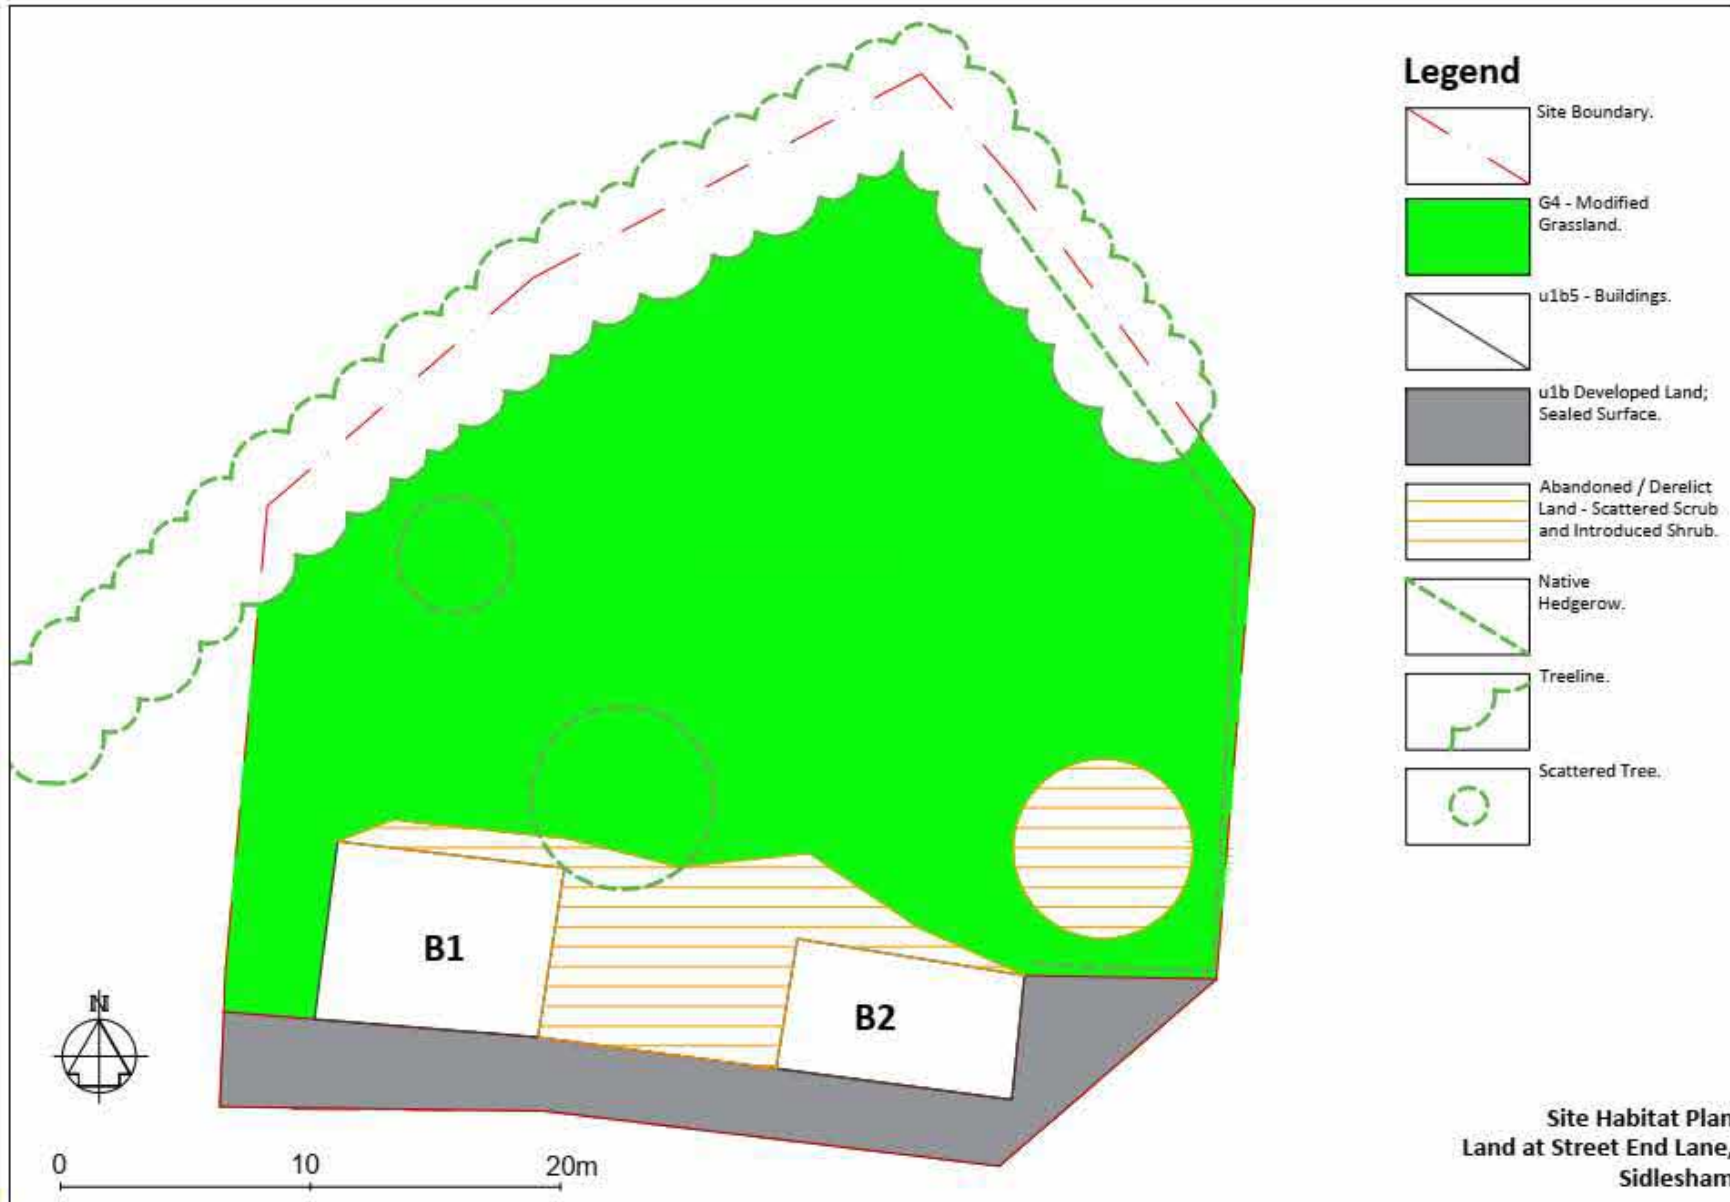 Legend
Site Boundary.
G4 - Modified
Grassland.
u1b5 - Buildings.
u1b Developed Land;
Sealed Surface.
Abandoned / Derelict
Land - Scattered Scrub
and Introduced Shrub.
Native
Hedgerow.
Treeline.
Scattered Tree.
B1
B2
N
0 10 20m
Site Habitat Plan
Land at Street End Lane,
Sidlesham